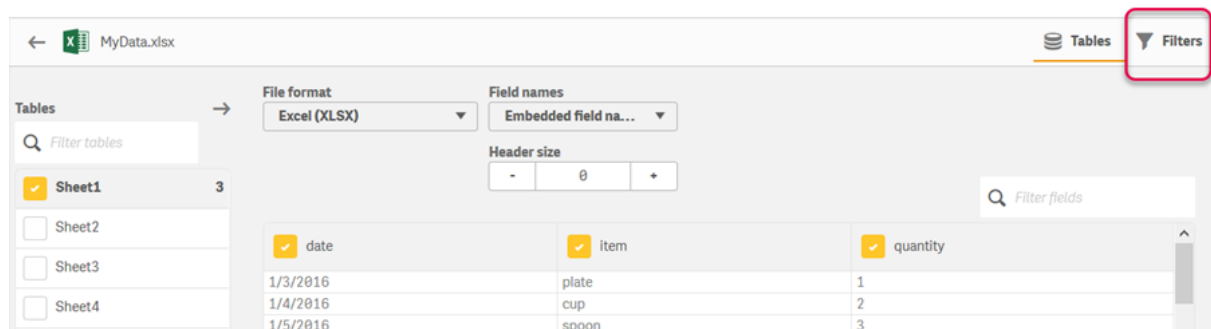 MyData.xlsx
Tables
Filters
Tables
Filter tables
Sheet1 3
Sheet2
Sheet3
Sheet4
File format
Excel (XLSX)
Field names
Embedded field na...
Header size
- 0 +
Filter fields
date item quantity
1/3/2016 plate 1
1/4/2016 cup 2
1/5/2016 spoon 3